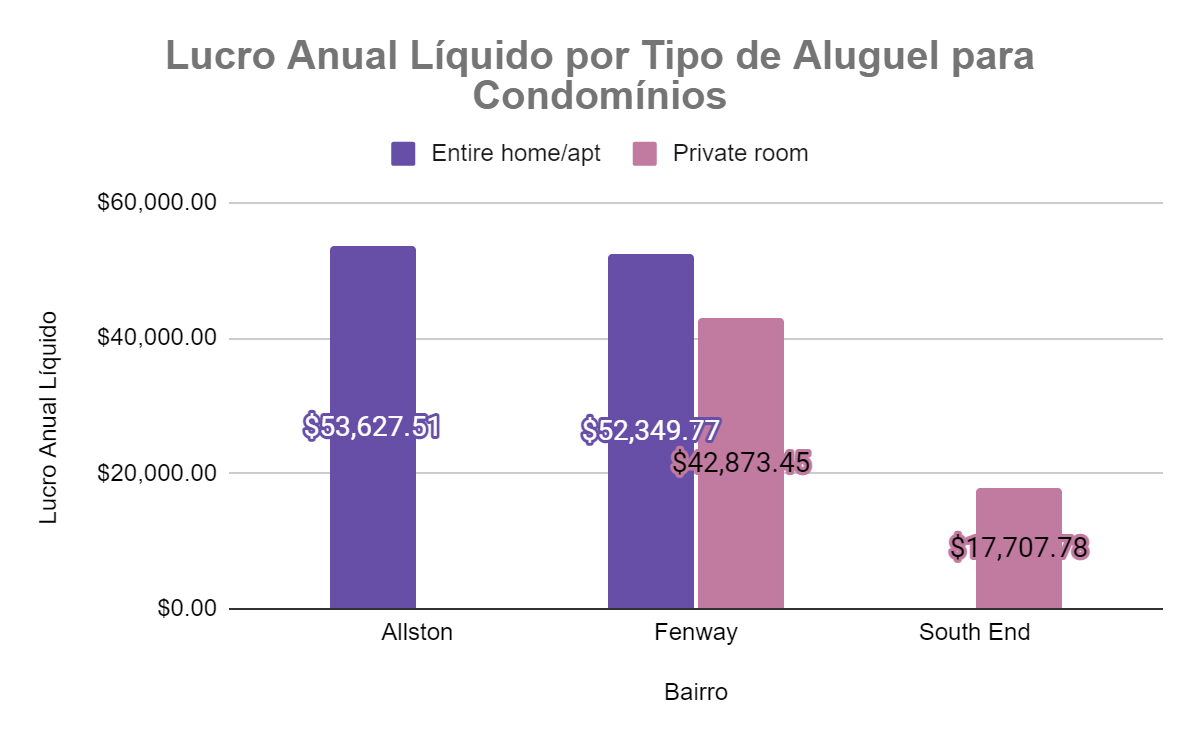 Lucro Anual Líquido por Tipo de Aluguel para
Condomínios
Entire home/apt
Private room
Lucro Anual Líquido
$60,000.00
$40,000.00
$20,000.00
$0.00
$53,627.51
$52,349.77
$42,873.45
$17,707.78
Allston
Fenway
South End
Bairro